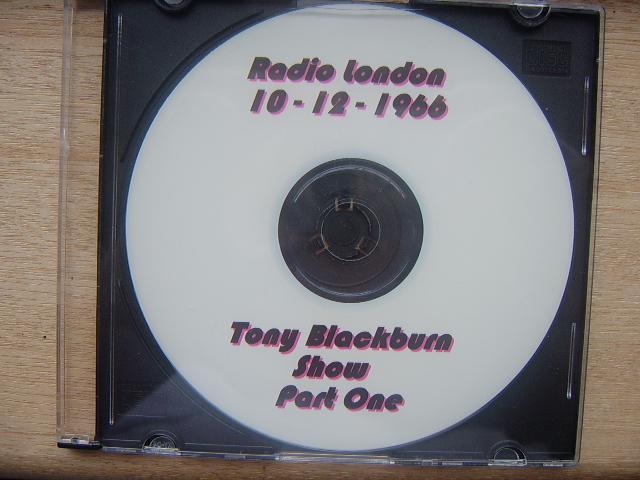 Radio London
10 - 12 - 1966
Tony Blackburn
Show
Part One